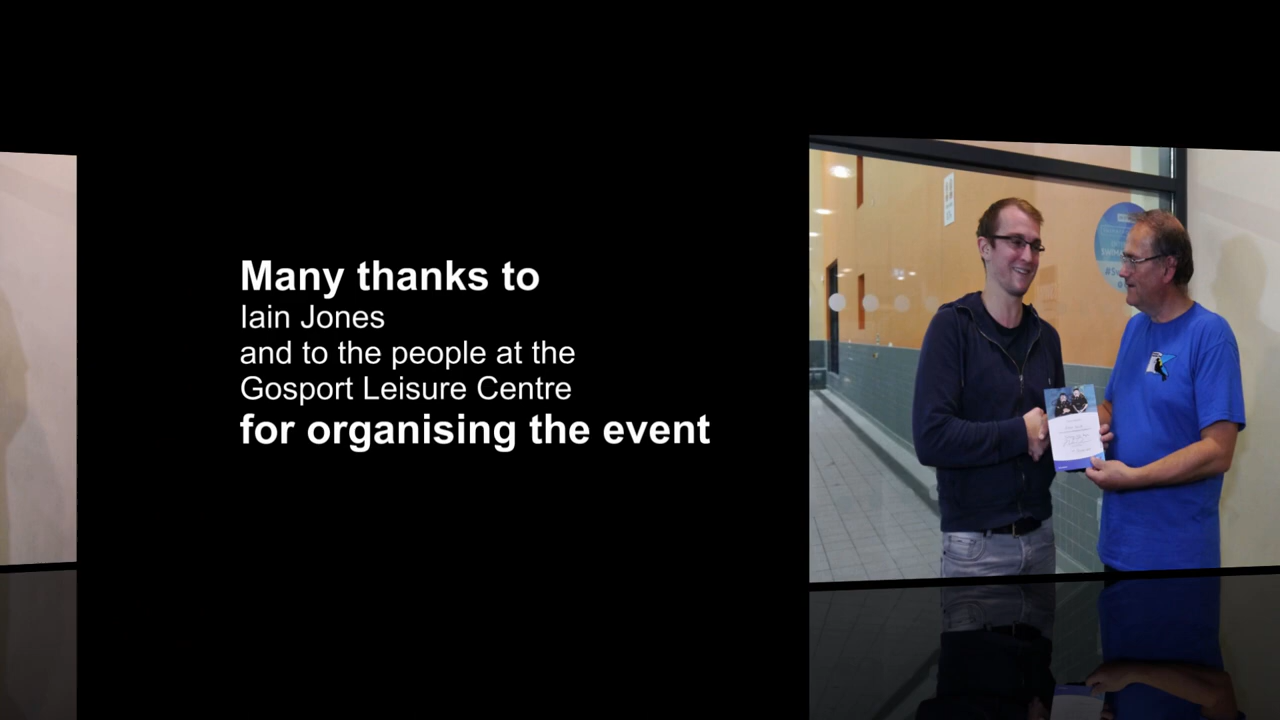 Many thanks to
Iain Jones
and to the people at the
Gosport Leisure Centre
for organising the event